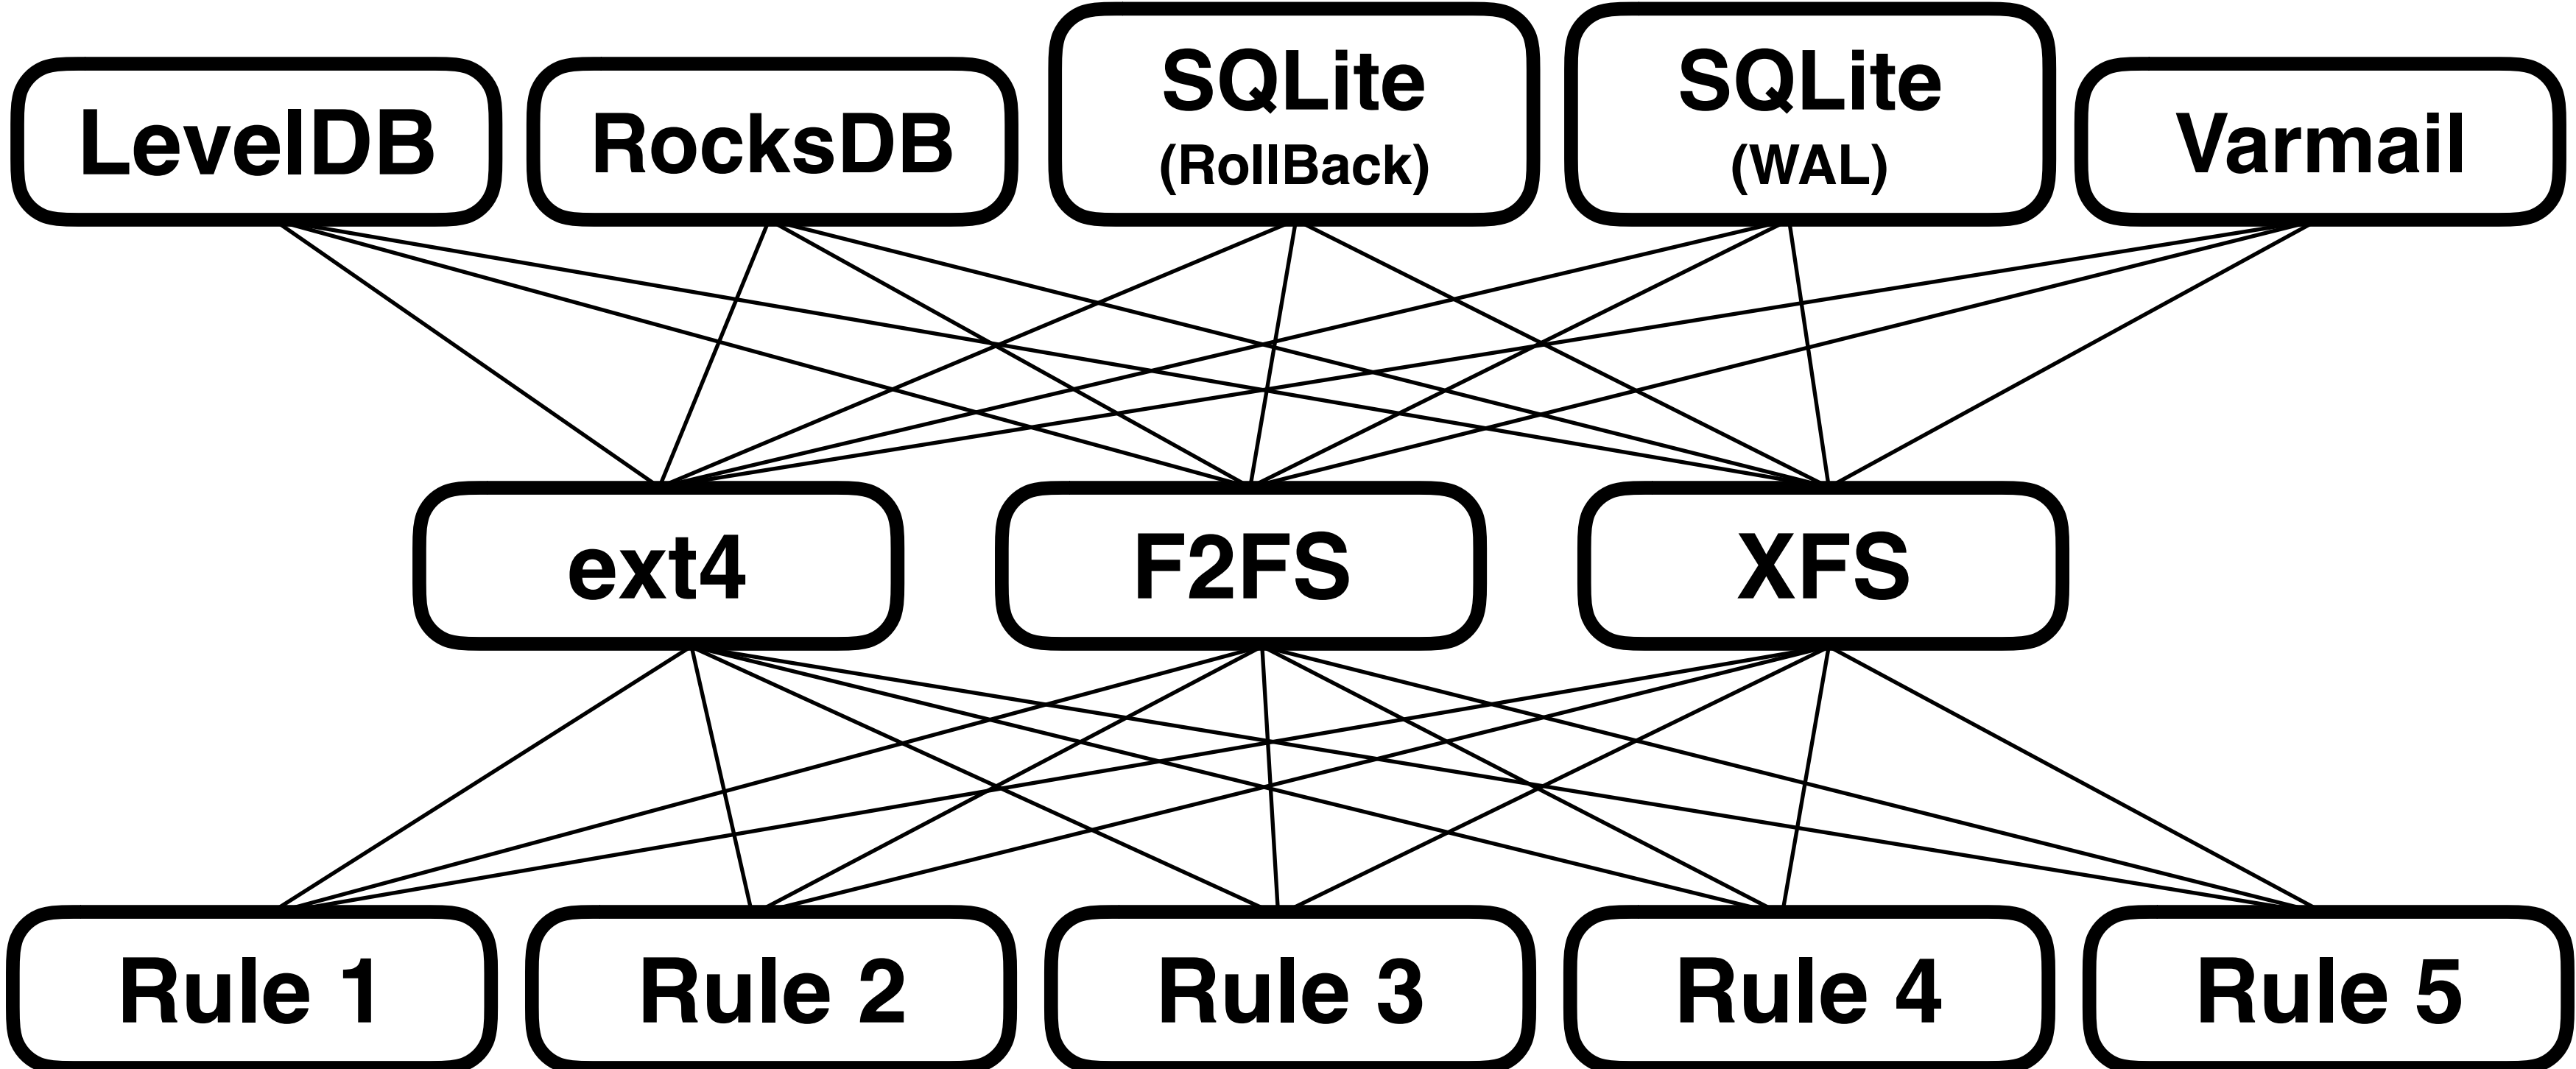 LevelDB
RocksDB
SQLite
(RollBack)
SQLite
(WAL)
Varmail
ext4
F2FS
XFS
Rule 1
Rule 2
Rule 3
Rule 4
Rule 5